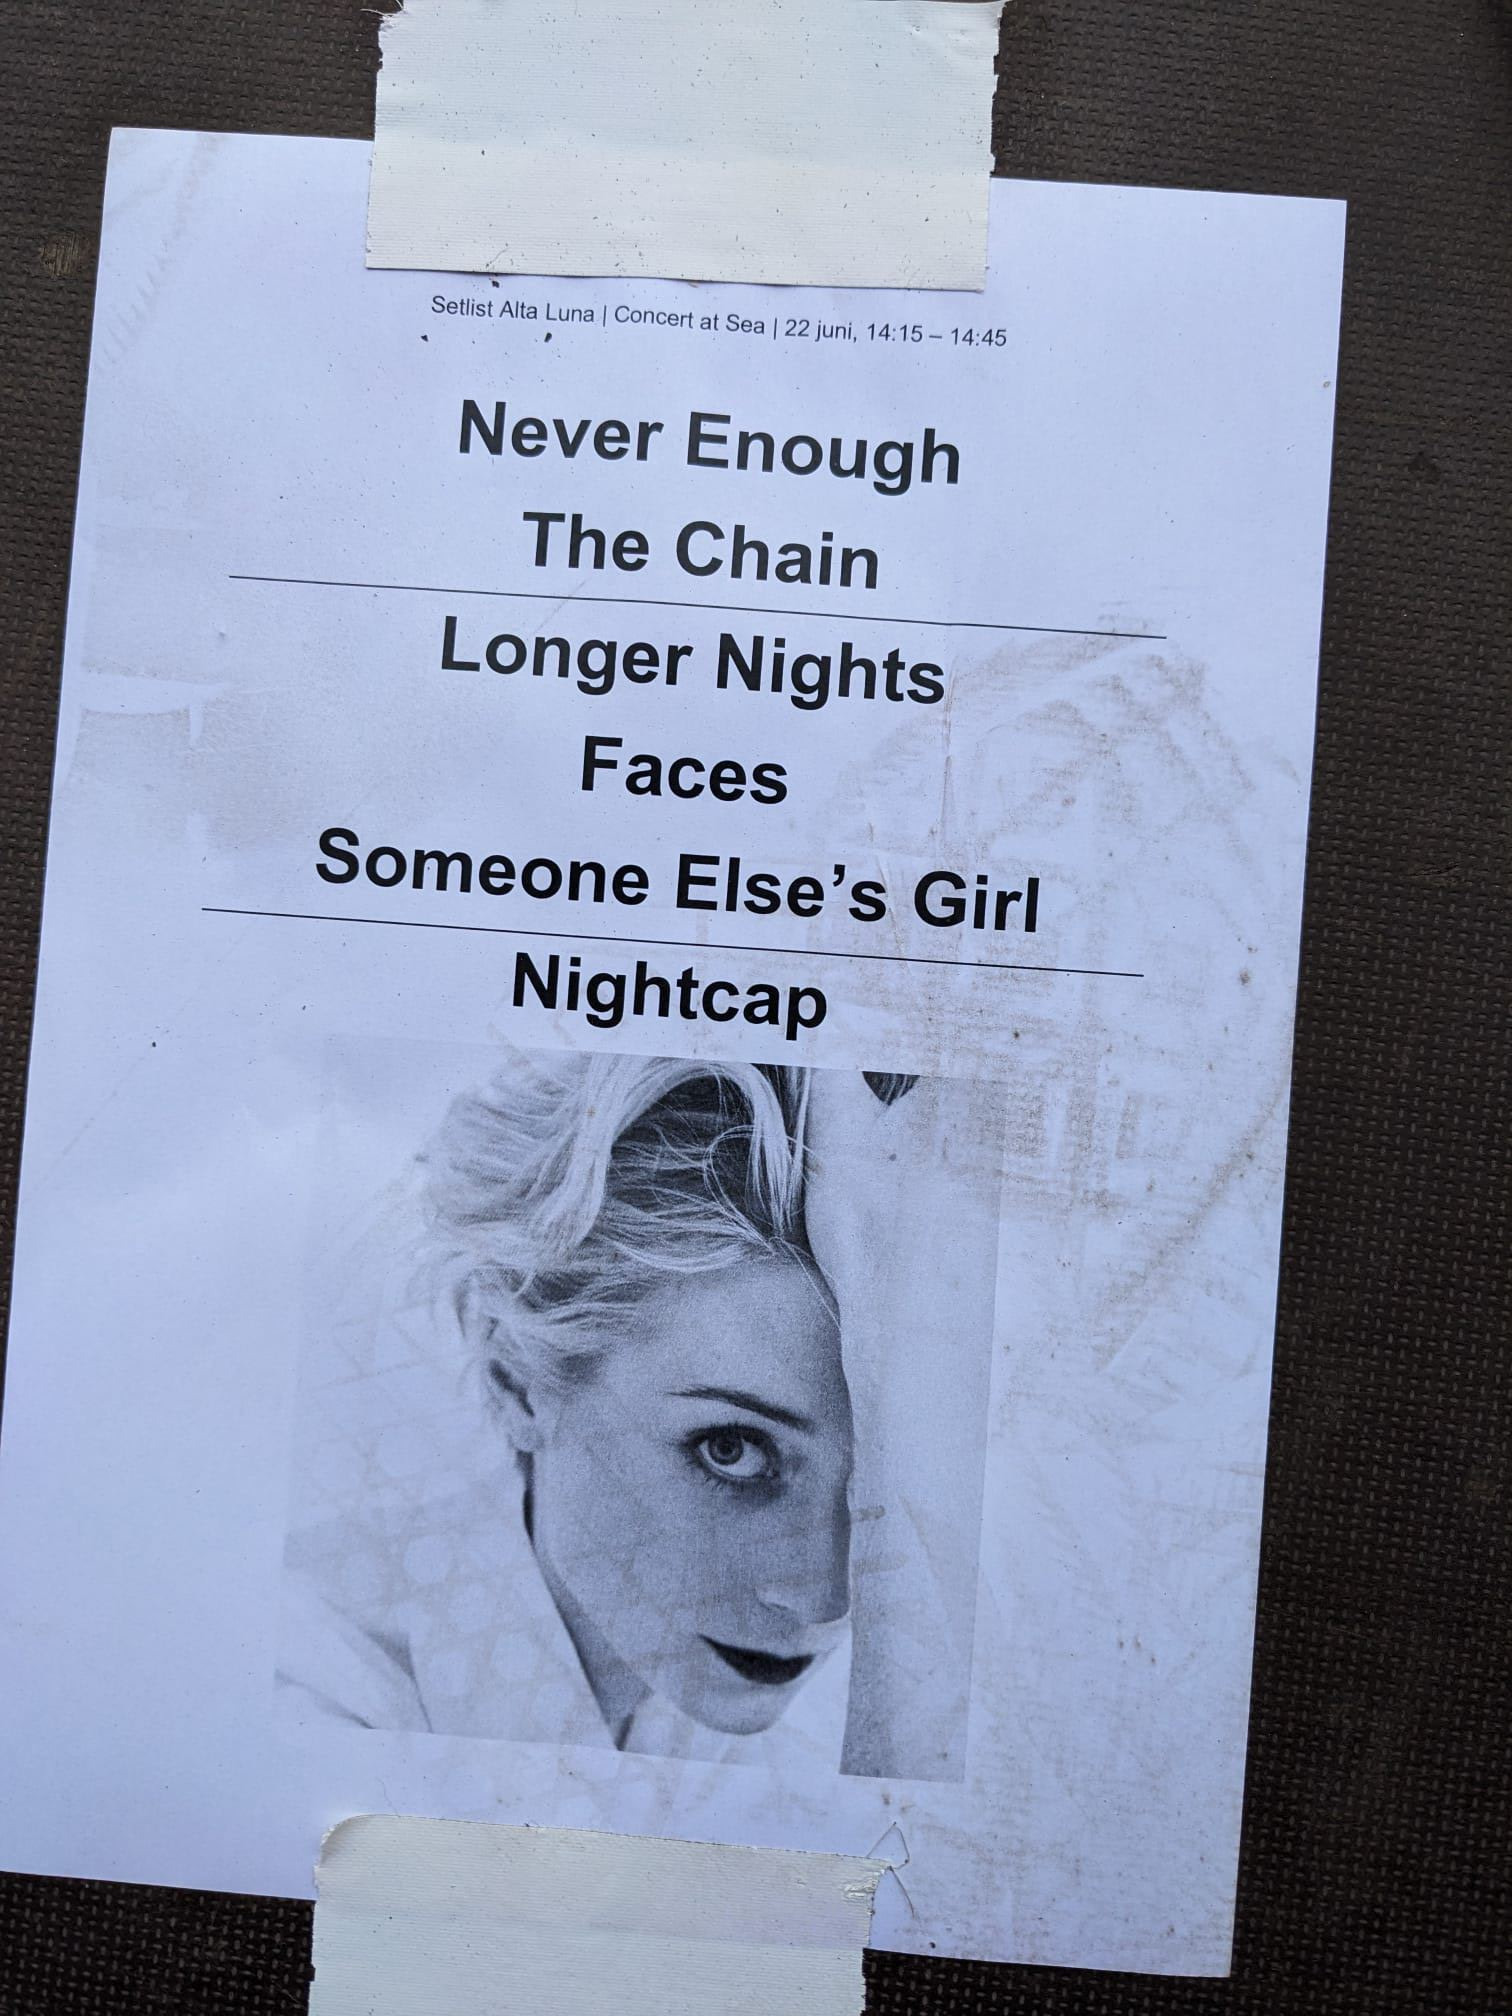 Setlist Alta Luna | Concert at Sea | 22 juni, 14:15 – 14:45
Never Enough
The Chain
Longer Nights
Faces
Someone Else’s Girl
Nightcap